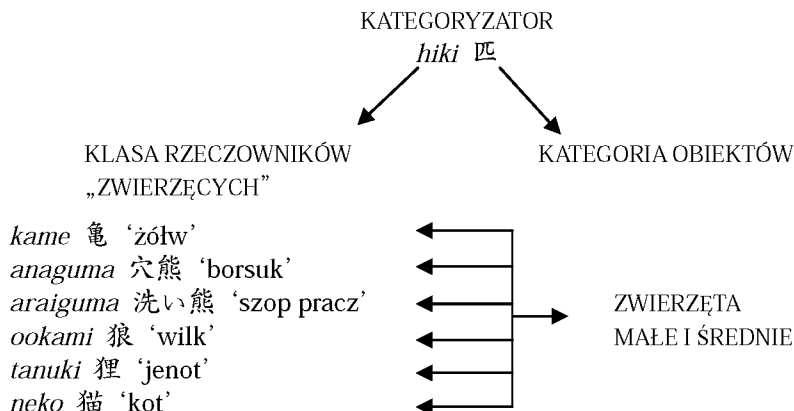 KATEGORYZATOR
hiki 匹
KLASA RZECZOWNIKÓW
„ZWIERZĘCYCH”
KATEGORIA OBIEKTÓW
kame 亀 ‘żółw’
anaguma 穴熊 ‘borsuk’
araiguma 洗い熊 ‘szop pracz’
ookami 狼 ‘wilk’
tanuki 狸 ‘jenot’
neko 猫 ‘kot’
ZWIERZĘTA
MAŁE I ŚREDNIE